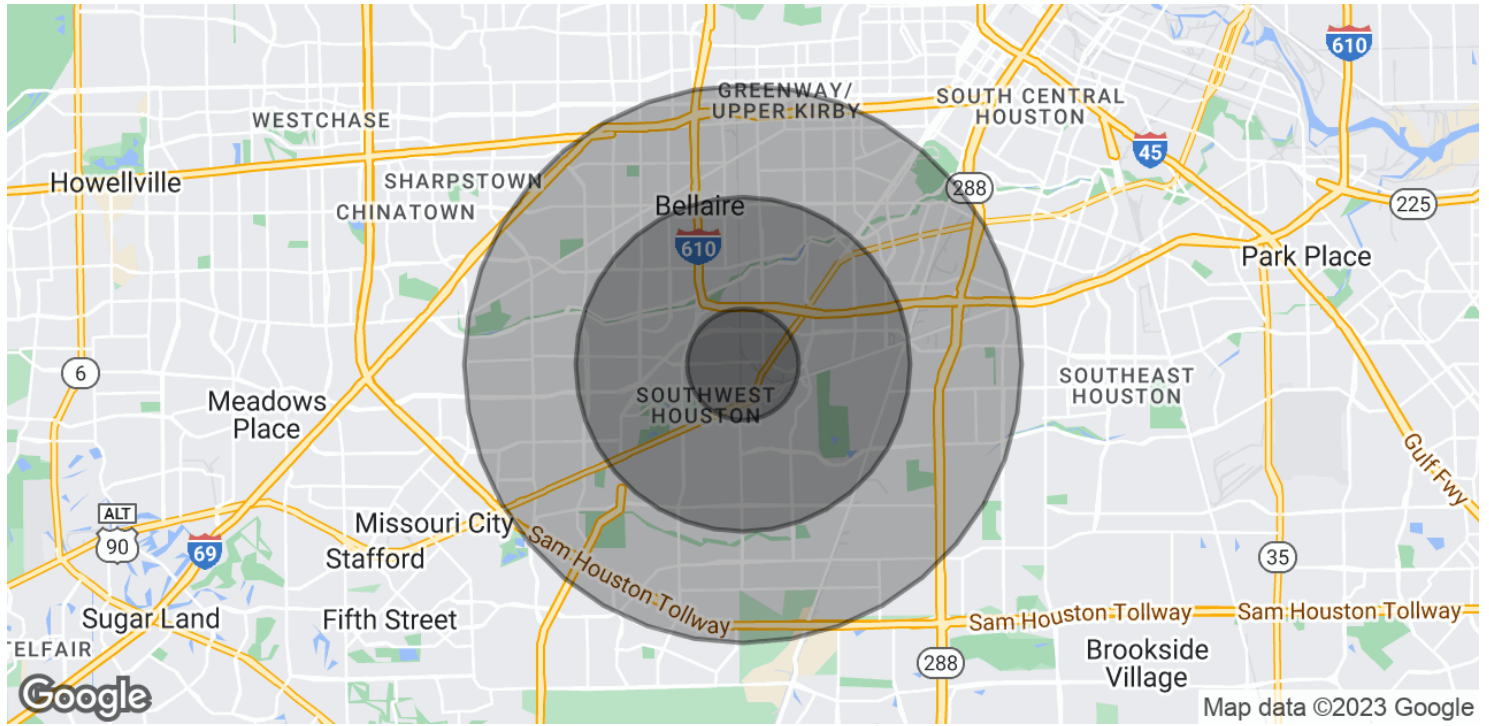 610
GREENWAY/
UPPER KIRBY
SOUTH CENTRAL
HOUSTON
WESTCHASE
45
Howellville
SHARPSTOWN
288
CHINATOWN
Bellaire
225
610
Park Place
6
SOUTHEAST
HOUSTON
Meadows
Place
SOUTHWEST
HOUSTON
Gulf Fwy
ALT
90
Missouri City
69
Stafford
Sam Houston Tollway
35
Sugar Land
Fifth Street
Sam Houston Tollway
Sam Houston Tollway
TELFAIR
288
Brookside
Village
Google
Map data ©2023 Google